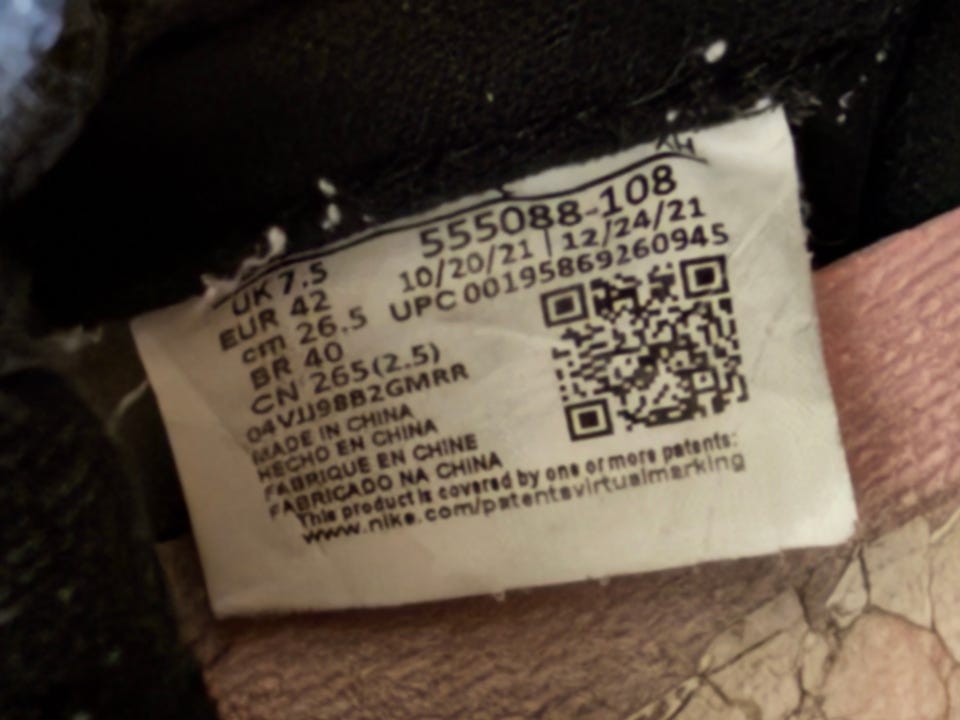 XH
555088-108
10/20/21 | 12/24/21
UPC 00195869260945
UK 7.5
EUR 42
cm 26.5
BR 40
CN 265(2.5)
04VJJ98B2GMRR
MADE IN CHINA
HECHO EN CHINA
FABRIQUE EN CHINE
FABRICADO NA CHINA
This product is covered by one or more patents:
www.nike.com/patentsvirtualmarking